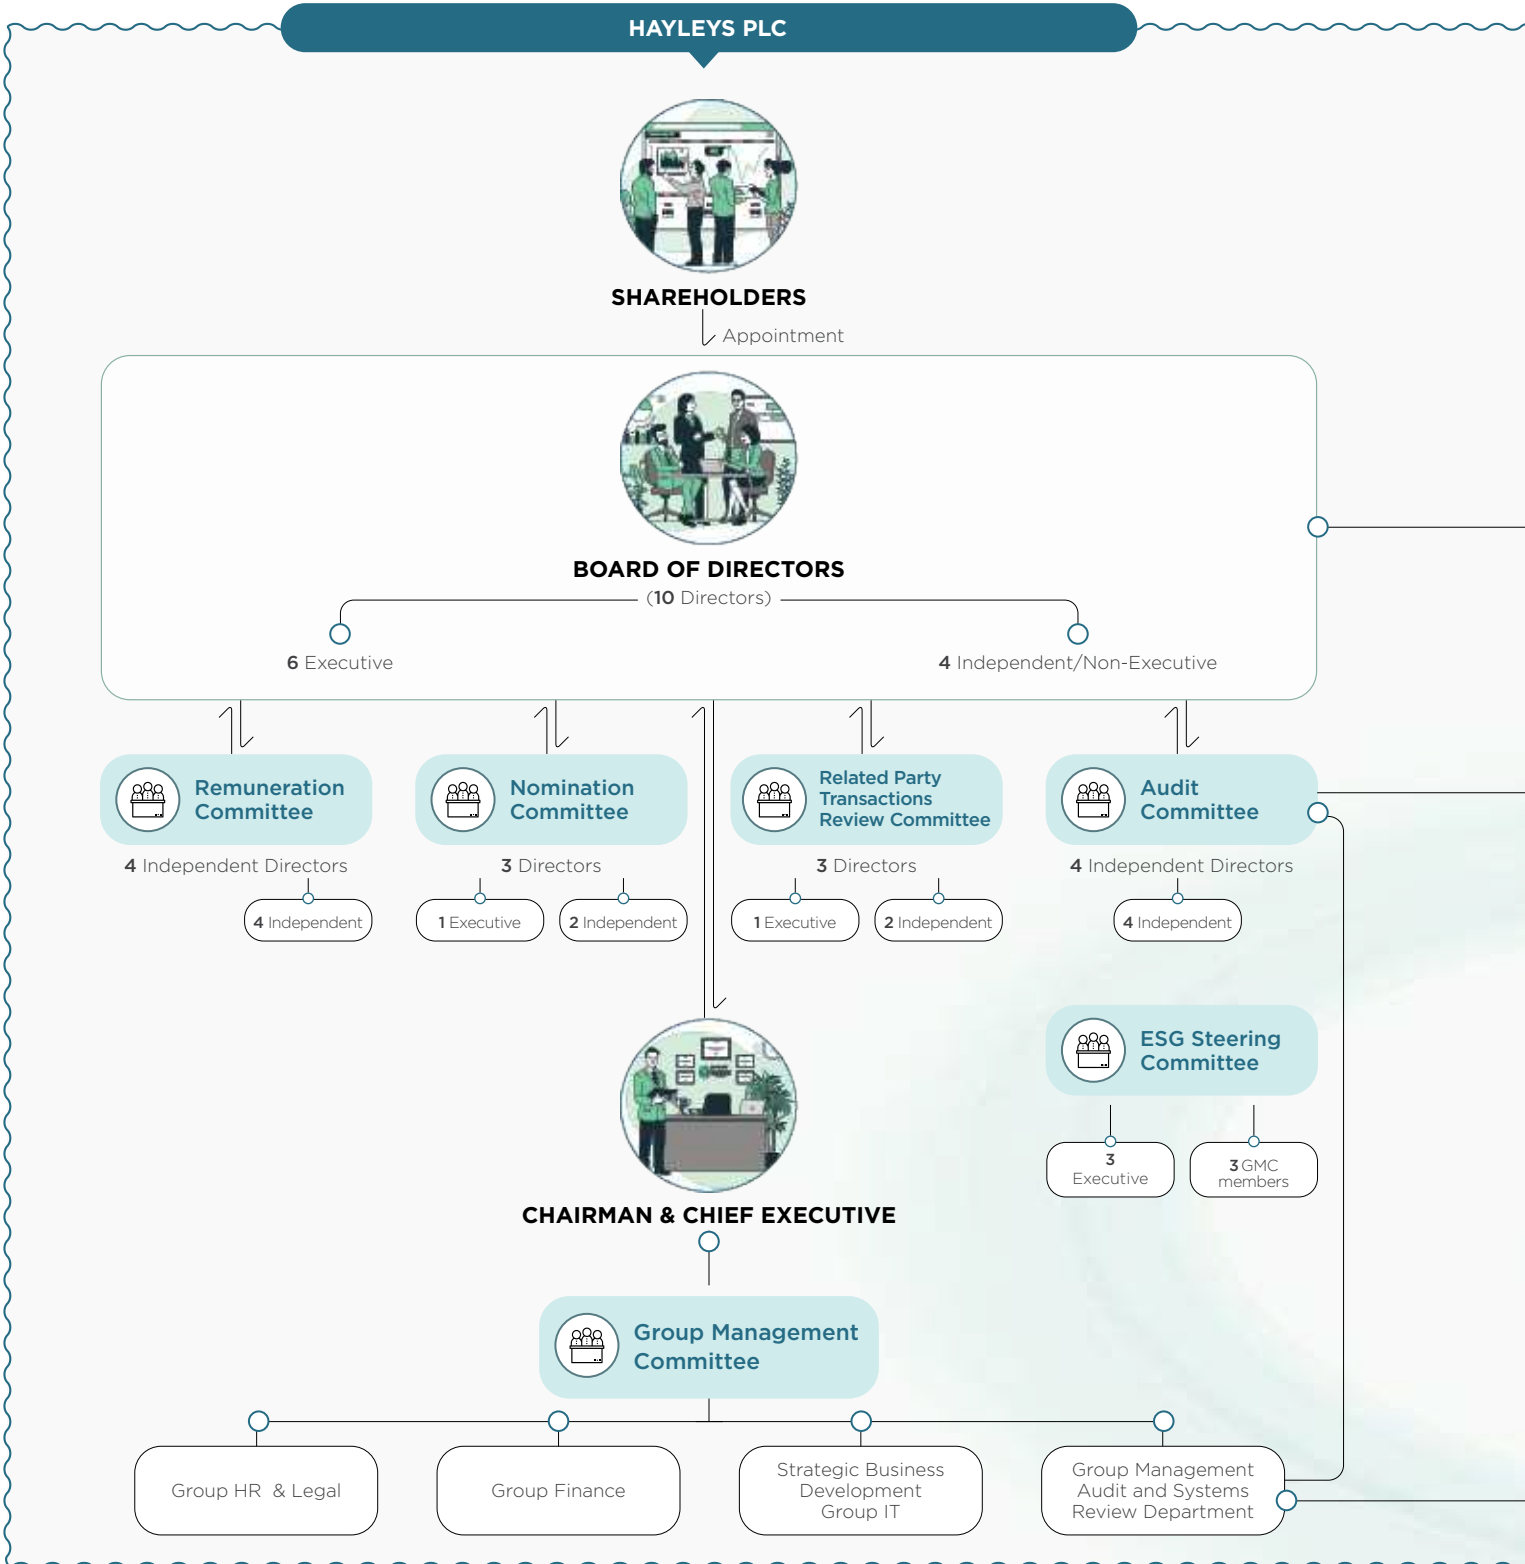 HAYLEYS PLC
SHAREHOLDERS
Appointment
BOARD OF DIRECTORS
(10 Directors)
6 Executive
4 Independent/Non-Executive
Remuneration
Committee
4 Independent Directors
4 Independent
Nomination
Committee
3 Directors
1 Executive
2 Independent
Related Party
Transactions
Review Committee
3 Directors
1 Executive
2 Independent
Audit
Committee
4 Independent Directors
4 Independent
ESG Steering
Committee
3
Executive
3 GMC
members
CHAIRMAN & CHIEF EXECUTIVE
Group Management
Committee
Group HR & Legal
Group Finance
Strategic Business
Development
Group IT
Group Management
Audit and Systems
Review Department